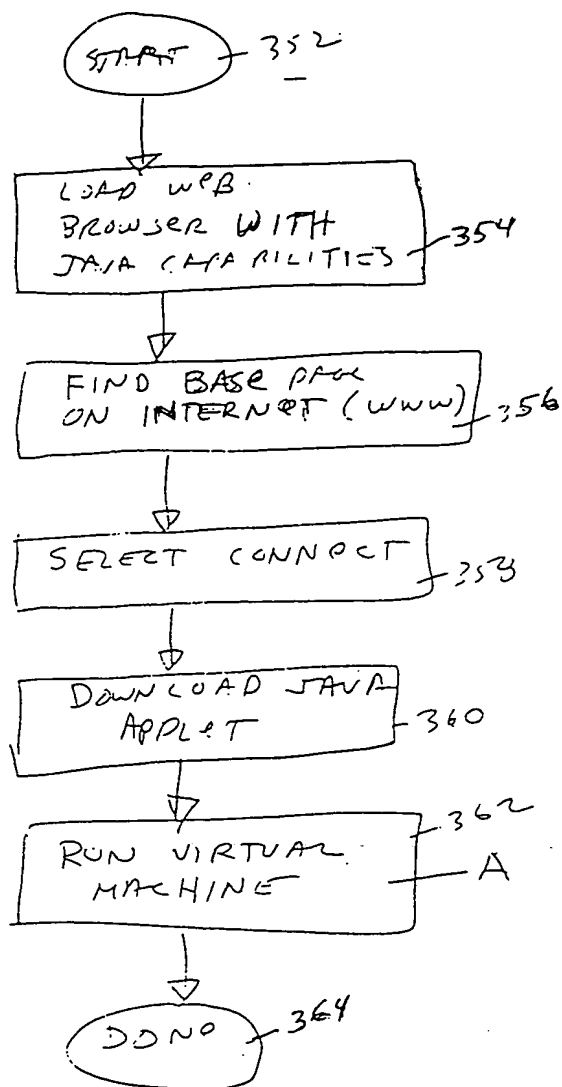 START 352
LOAD WeB
BROWSeR WITH
JAVA CAPABILITIES 354
FIND BASe PAGe
ON INTERNeT (WWW) 356
SELECT CONNECT
358
DOWNLOAD JAVA
APPLeT 360
362
RUN VIRTUAL
MACHINE A
DONe 364